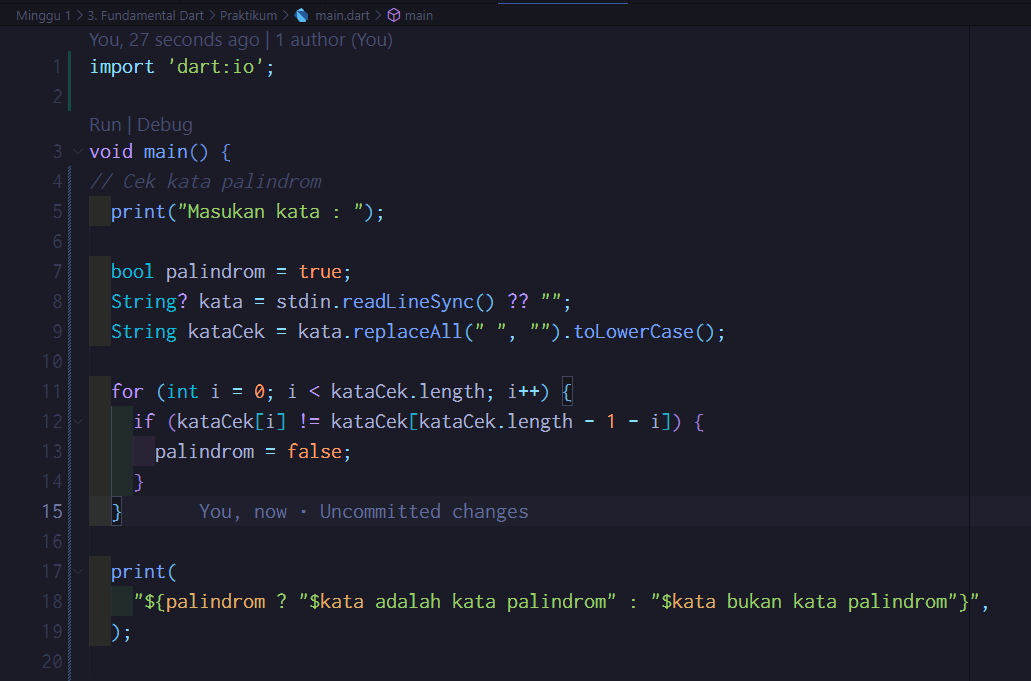 Minggu 1 > 3. Fundamental Dart > Praktikum > main.dart > main
You, 27 seconds ago | 1 author (You)
1 import 'dart:io';
2
Run | Debug
3 void main() {
4 // Cek kata palindrom
5   print("Masukan kata : ");
6
7   bool palindrom = true;
8   String? kata = stdin.readLineSync() ?? "";
9   String kataCek = kata.replaceAll(" ", "").toLowerCase();
10
11   for (int i = 0; i < kataCek.length; i++) {
12     if (kataCek[i] != kataCek[kataCek.length - 1 - i]) {
13       palindrom = false;
14     }
15   } You, now • Uncommitted changes
16
17   print(
18     "${palindrom ? "$kata adalah kata palindrom" : "$kata bukan kata palindrom"}",
19   );
20